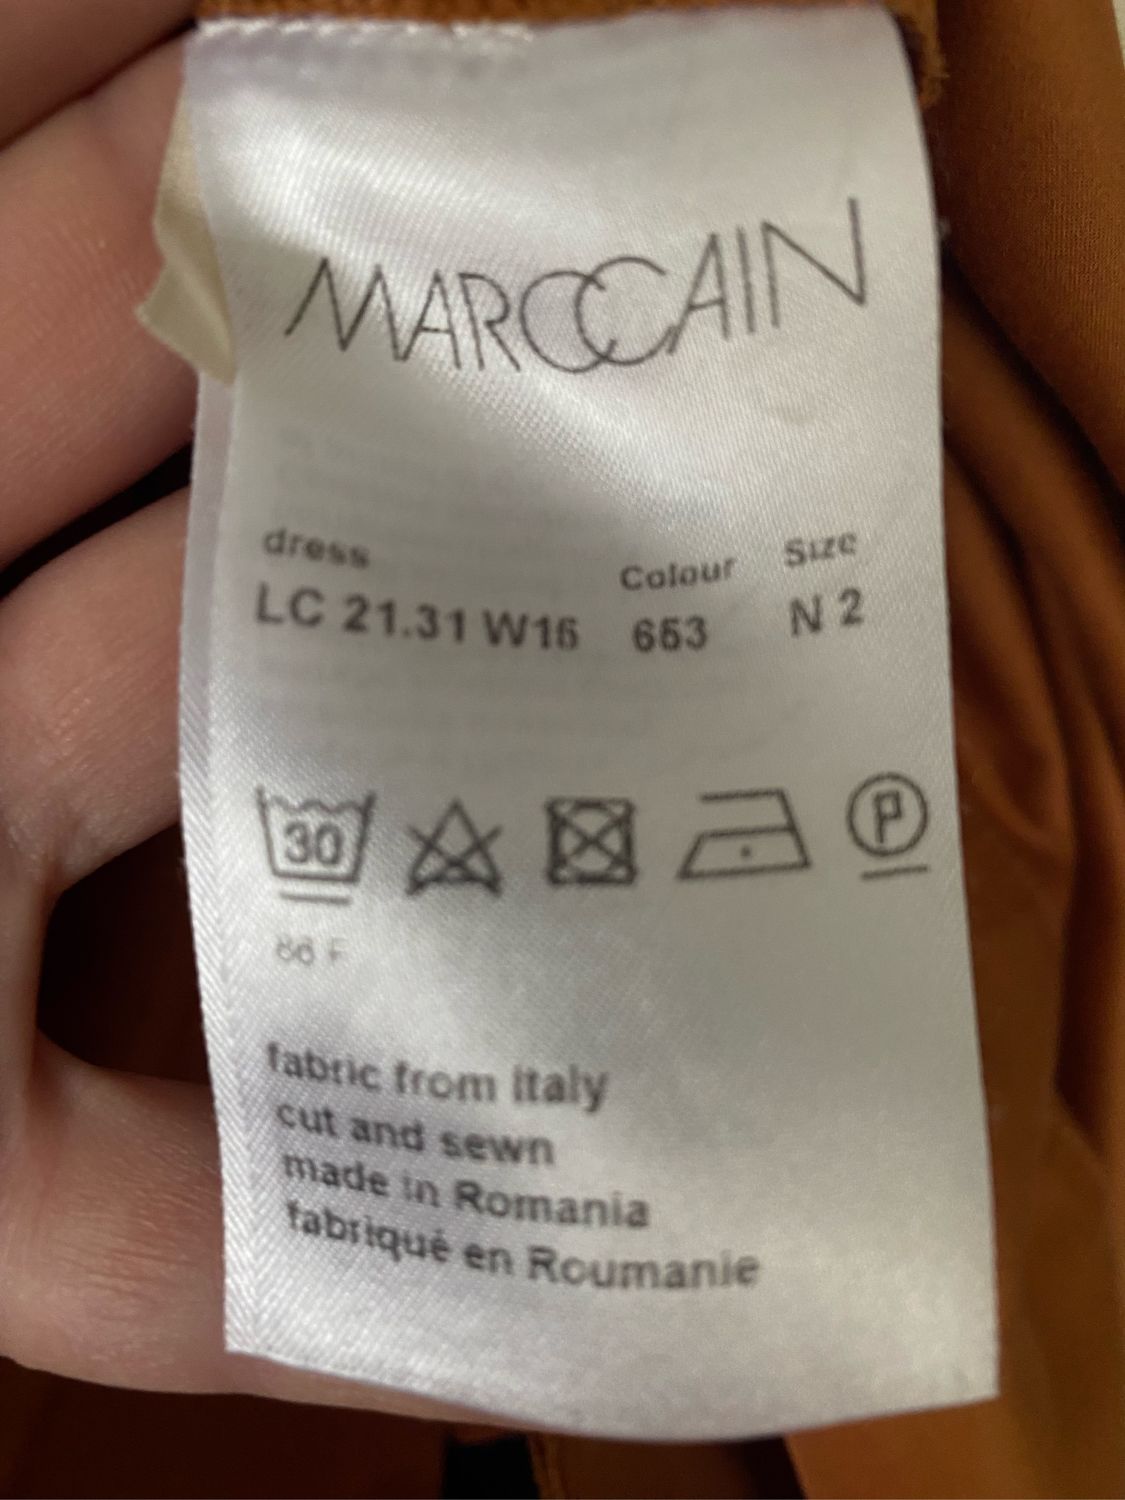 MARCCAIN
dress Colour Size
LC 21.31 W16 663 N 2
30 P
86 F
fabric from italy
cut and sewn
made in Romania
fabriqué en Roumanie